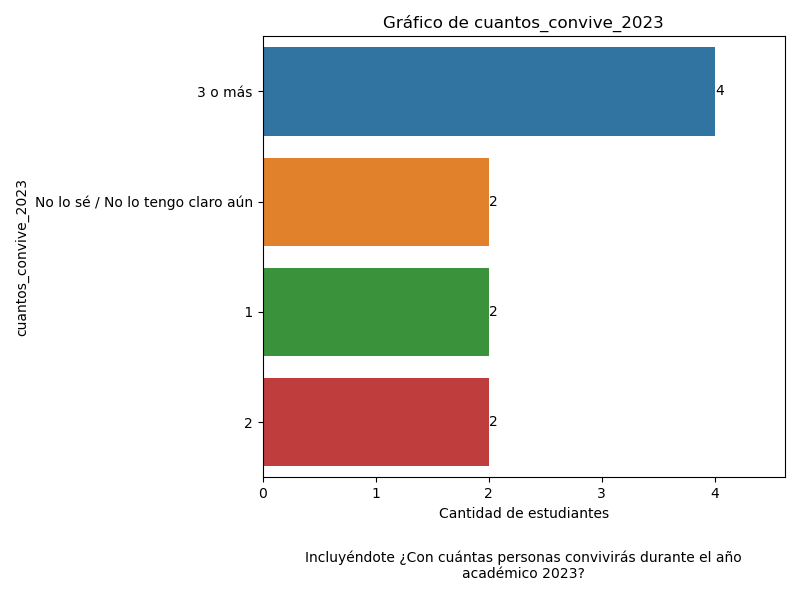 Gráfico de cuantos_convive_2023
cuantos_convive_2023
3 o más
4
No lo sé / No lo tengo claro aún
2
1
2
2
2
0
1
2
3
4
Cantidad de estudiantes
Incluyéndote ¿Con cuántas personas convivirás durante el año
académico 2023?